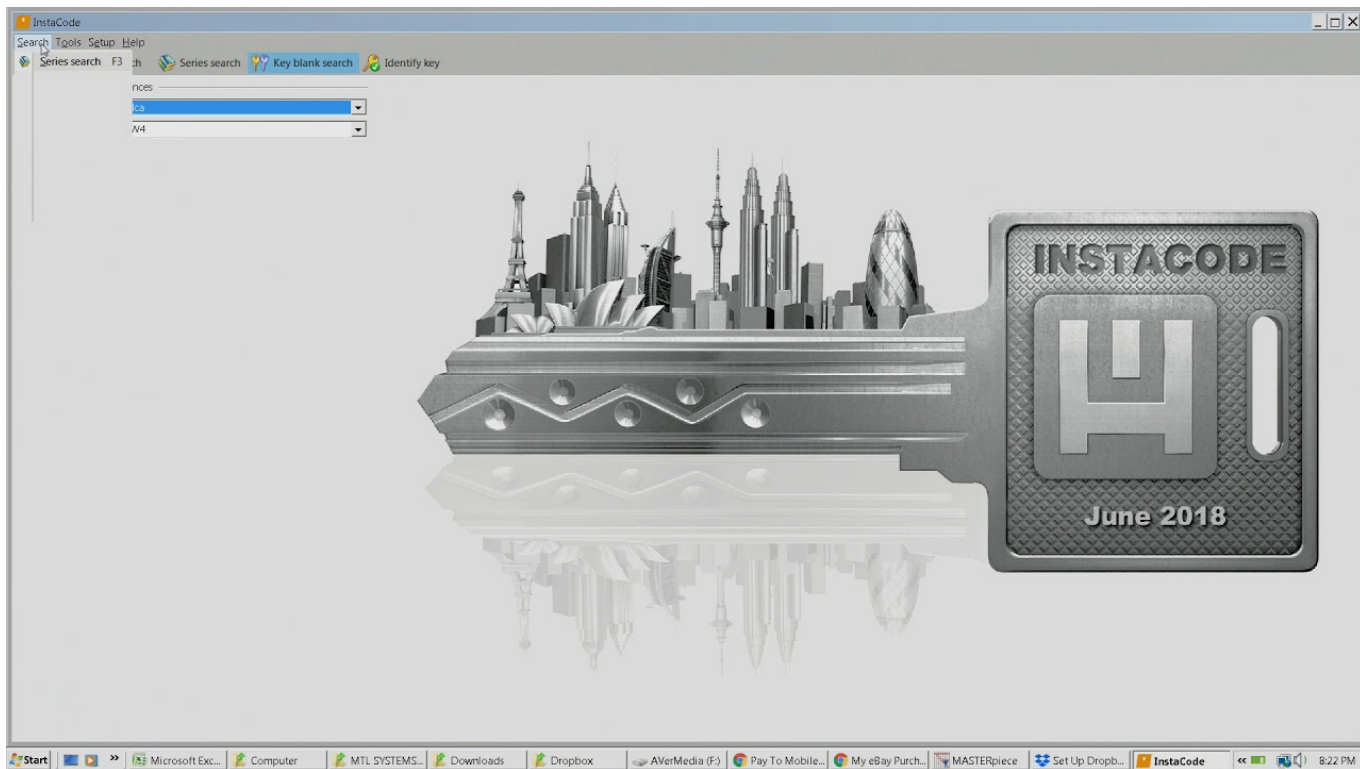 InstaCode
Search Tools Setup Help
Series search F3 ch Series search Key blank search Identify key
nces
ica
W4
INSTACODE
June 2018
Start » Microsoft Exc... Computer MTL SYSTEMS... Downloads Dropbox AVerMedia (F:) Pay To Mobile... My eBay Purch... MASTERpiece Set Up Dropb... InstaCode « 8:22 PM